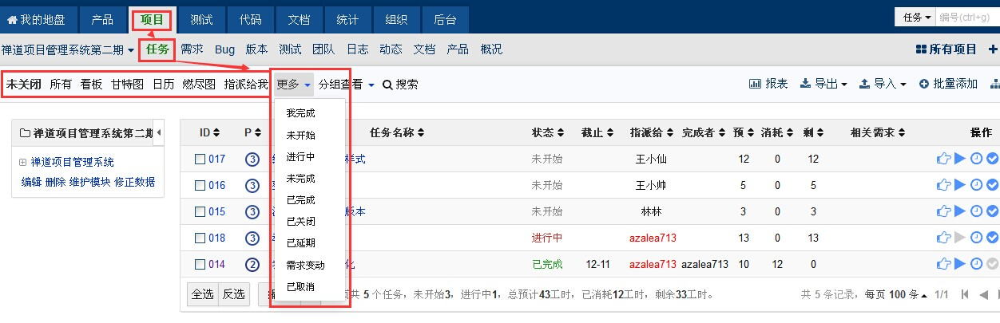 我的地盘 产品 项目 测试 代码 文档 统计 组织 后台 任务 编号(ctrl+g)
禅道项目管理系统第二期 任务 需求 Bug 版本 测试 团队 日志 动态 文档 产品 概况 所有项目
未关闭 所有 看板 甘特图 日历 燃尽图 指派给我 更多 分组查看 搜索 报表 导出 导入 批量添加
我完成
未开始
进行中
未完成
已完成
已关闭
已延期
需求变动
已取消
禅道项目管理系统第二期
禅道项目管理系统
编辑 删除 维护模块 修正数据
ID P 任务名称 状态 截止 指派给 完成者 预 消耗 剩 相关需求 操作
017 3 样式 未开始 王小仙 12 0 12
016 3 未开始 王小帅 5 0 5
015 3 版本 未开始 林林 3 0 3
018 3 进行中 azalea713 13 0 13
014 2 化 已完成 12-11 azalea713 azalea713 10 12 0
全选 反选 页共 5 个任务，未开始3，进行中1，总预计43工时，已消耗12工时，剩余33工时。 共 5 条记录，每页 100 条 1/1